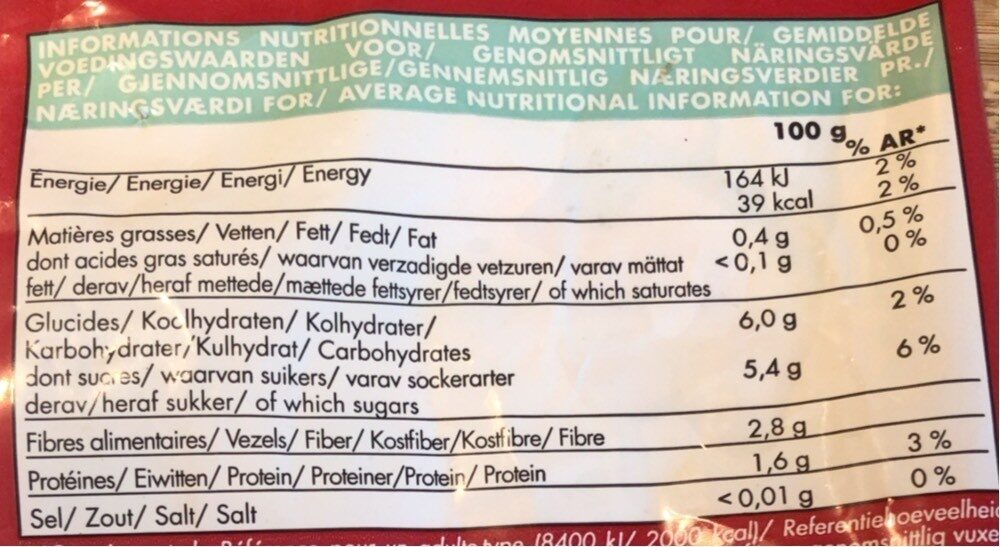 INFORMATIONS NUTRITIONNELLES MOYENNES POUR/ GEMIDDELDE
VOEDINGSWAARDEN VOOR/ GENOMSNITTLIGT NÄRINGSVÄRDE
PER/ GJENNOMSNITTLIGE/GENNEMSNITLIG NÆRINGSVERDIER PR./
NÆRINGSVÆRDI FOR/ AVERAGE NUTRITIONAL INFORMATION FOR:
100 g % AR*
Énergie/ Energie/ Energi/ Energy 164 kJ 2 %
39 kcal 2 %
Matières grasses/ Vetten/ Fett/ Fedt/ Fat 0,4 g 0,5 %
dont acides gras saturés/ waarvan verzadigde vetzuren/ varav mättat <0,1 g 0 %
fett/ derav/heraf mettede/mættede fettsyrer/fedtsyrer/ of which saturates
Glucides/ Koolhydraten/ Kolhydrater/ 6,0 g 2 %
Karbohydrater/Kulhydrat/ Carbohydrates
dont sucres/ waarvan suikers/ varav sockerarter 5,4 g 6 %
derav/heraf sukker/ of which sugars
Fibres alimentaires/ Vezels/ Fiber/ Kostfiber/Kostfibre/ Fibre 2,8 g
Protéines/ Eiwitten/ Protein/ Proteiner/Protein/ Protein 1,6 g 3 %
Sel/ Zout/ Salt/ Salt <0,01 g 0 %
pour un adulte type (8400 kJ/ 2000 kcal)/ Referentiehoeveelheid